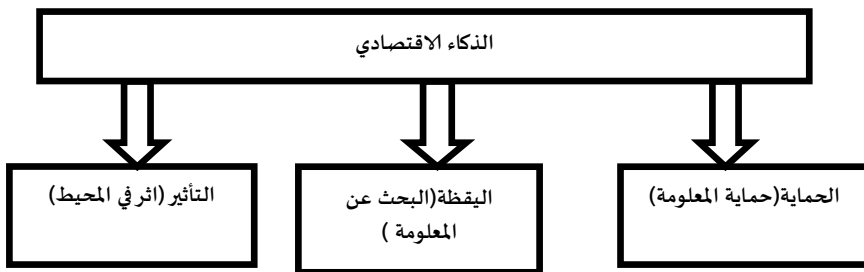 الذكاء الاقتصادي
الحماية(حماية المعلومة)
اليقظة(البحث عن
المعلومة )
التأثير (اثر في المحيط)